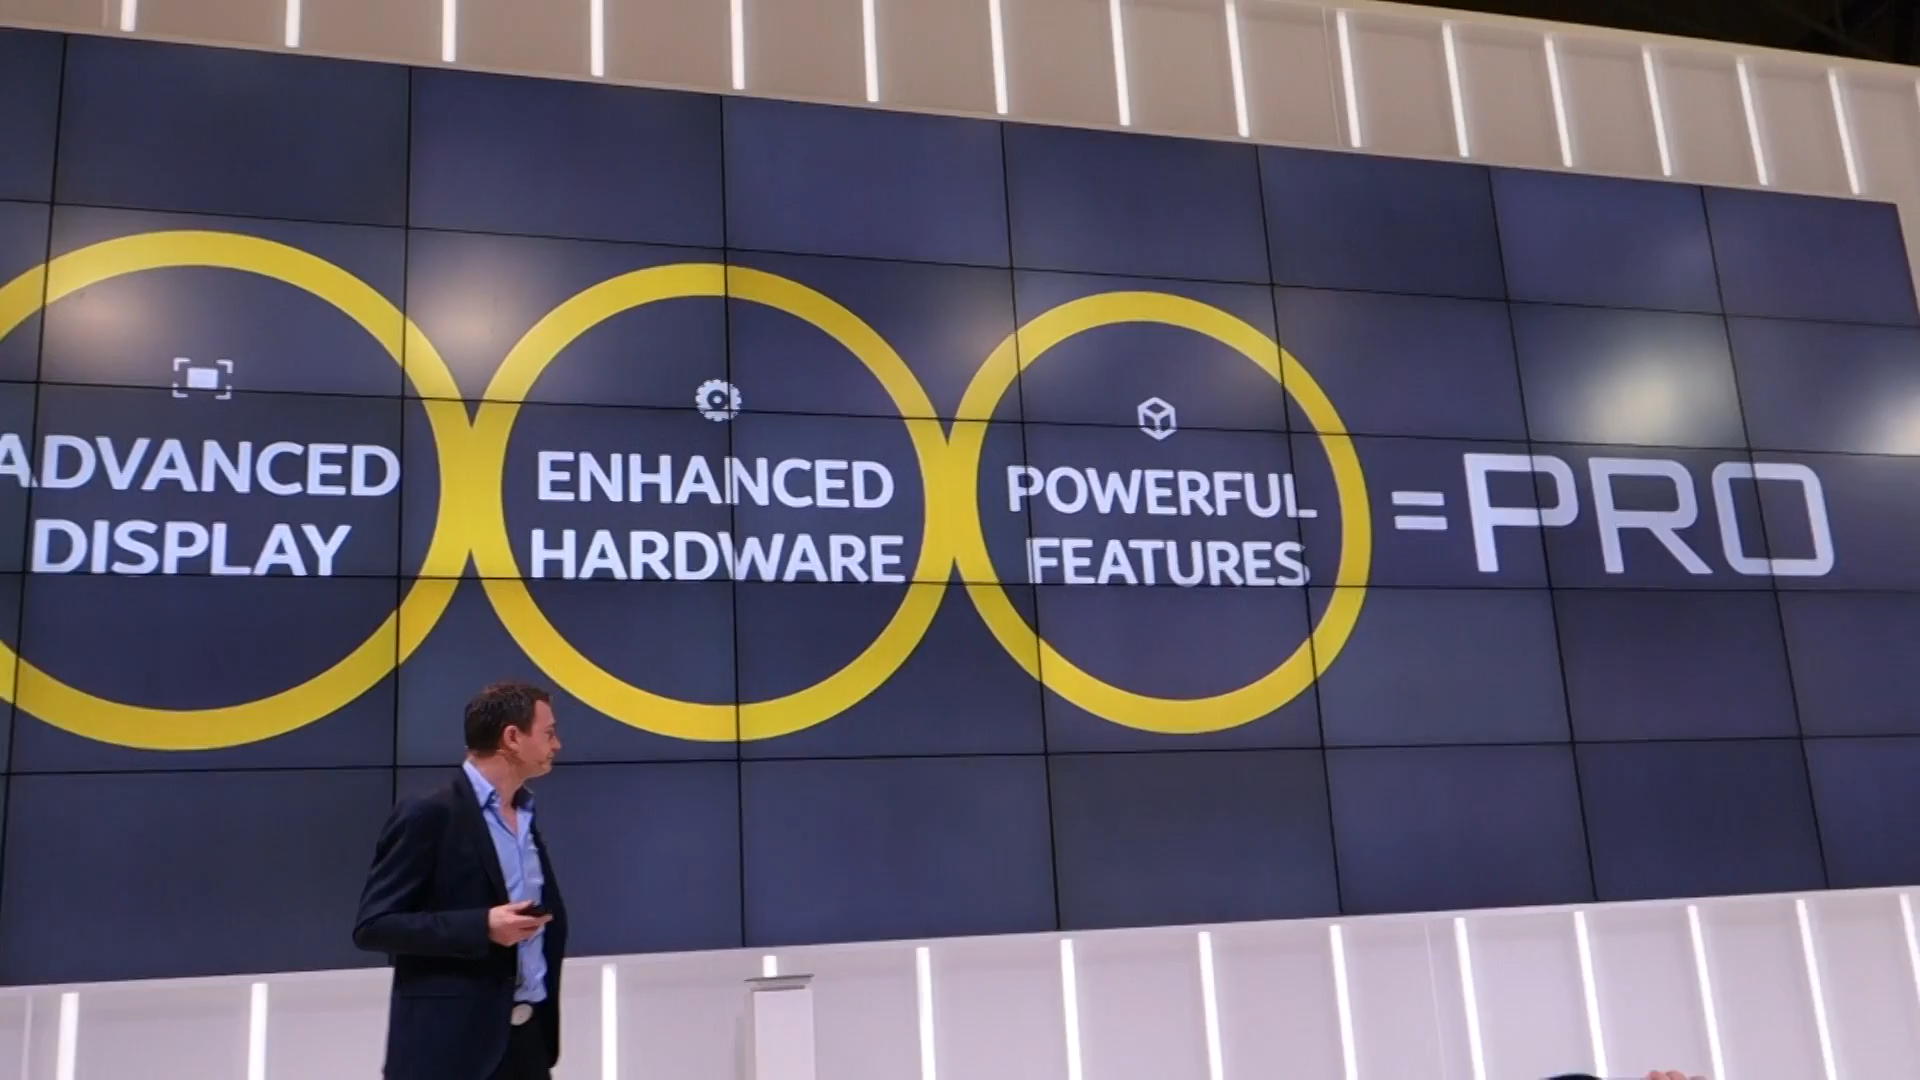 ADVANCED
DISPLAY
ENHANCED
HARDWARE
POWERFUL
FEATURES
=PRO